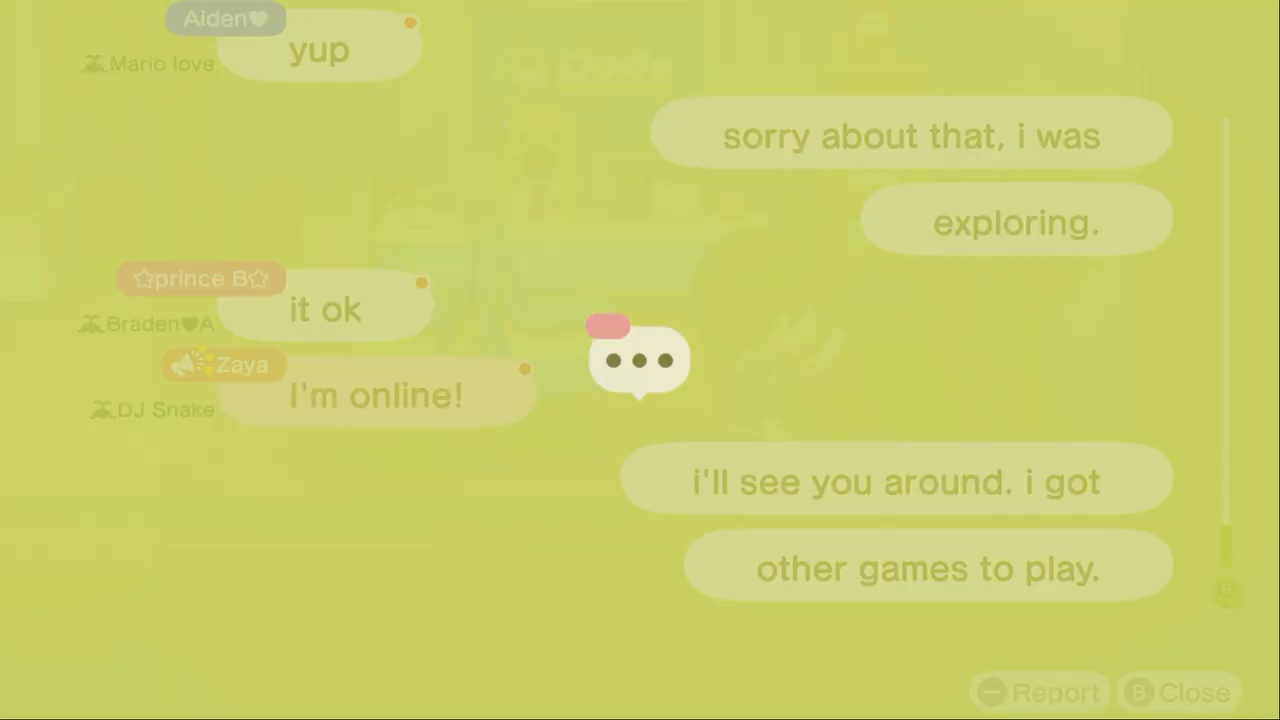 Aiden♥
yup
Mario love
Dodo
sorry about that, i was
exploring.
☆prince B☆
it ok
Braden♥A
Zaya
I'm online!
DJ Snake
i'll see you around. i got
other games to play.
Report
B Close